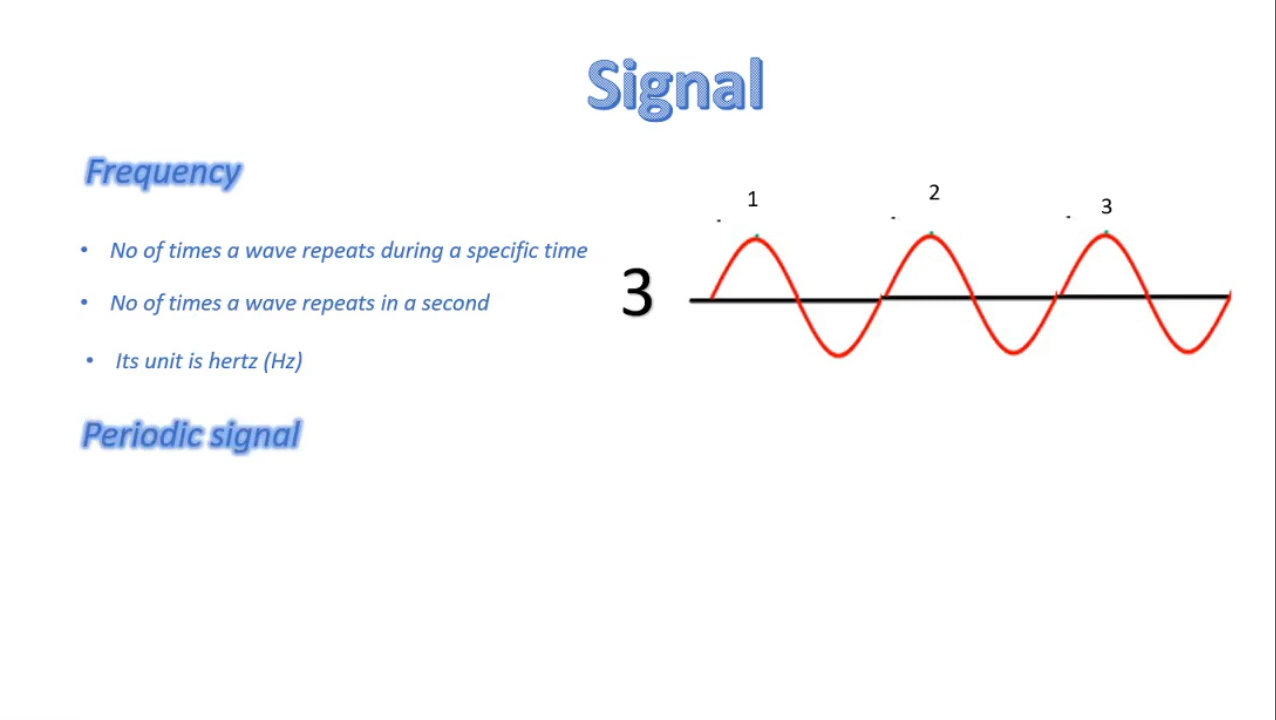 Signal
Frequency
• No of times a wave repeats during a specific time
• No of times a wave repeats in a second
• Its unit is hertz (Hz)
Periodic signal
1
2
3
3